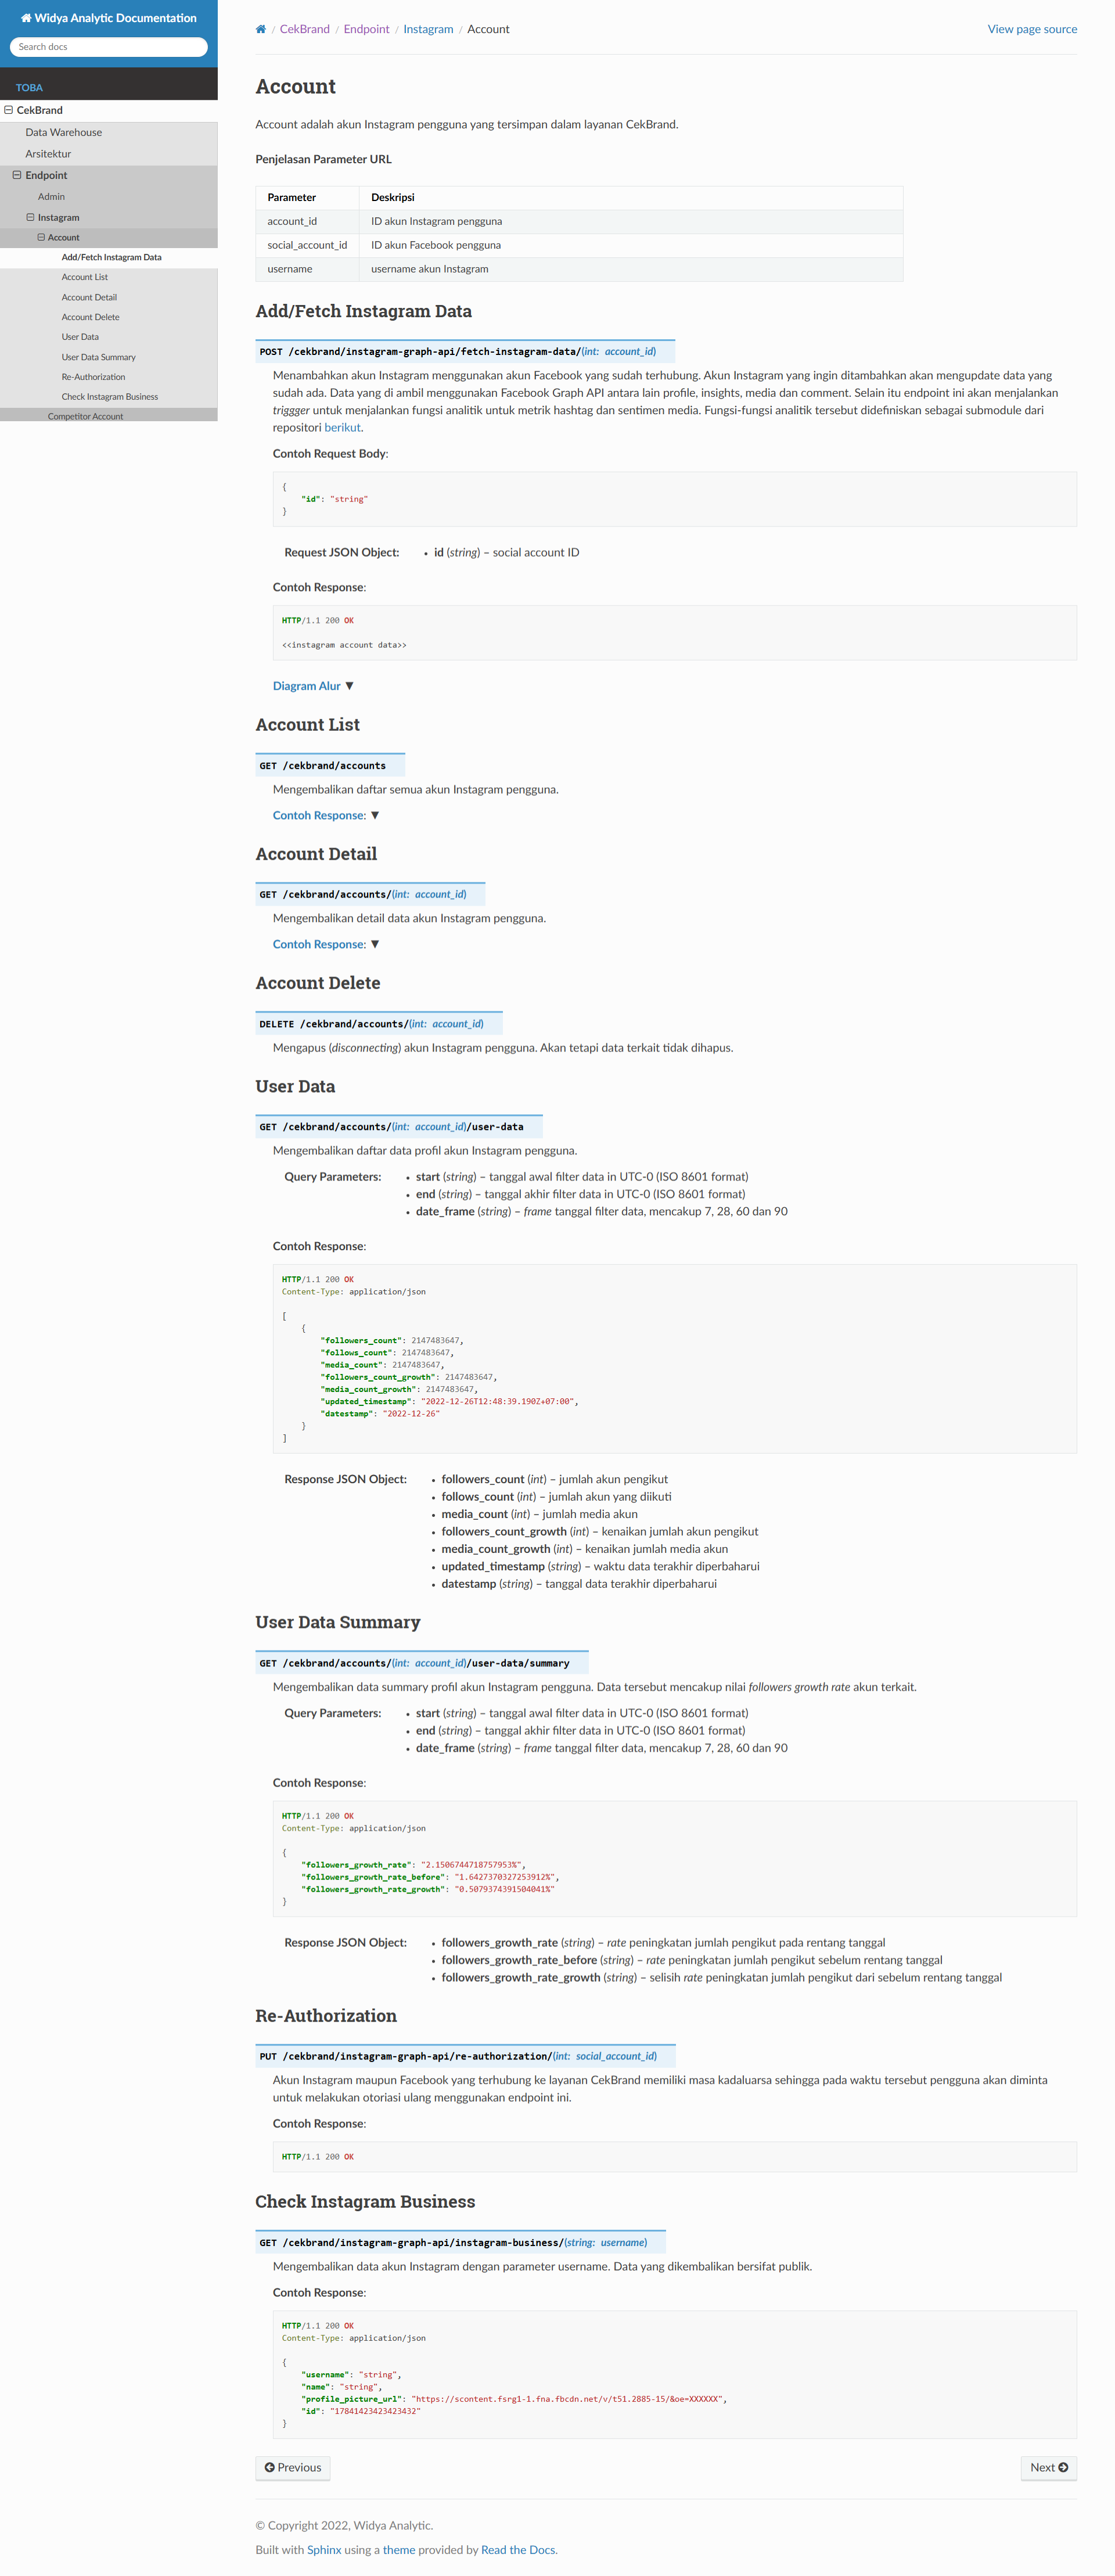 Widya Analytic Documentation
Search docs
TOBA
CekBrand
Data Warehouse
Arsitektur
Endpoint
Admin
Instagram
Account
Add/Fetch Instagram Data
Account List
Account Detail
Account Delete
User Data
User Data Summary
Re-Authorization
Check Instagram Business
Competitor Account
/ CekBrand / Endpoint / Instagram / Account
View page source
Account
Account adalah akun Instagram pengguna yang tersimpan dalam layanan CekBrand.
Penjelasan Parameter URL
Parameter Deskripsi
account_id ID akun Instagram pengguna
social_account_id ID akun Facebook pengguna
username username akun Instagram
Add/Fetch Instagram Data
POST /cekbrand/instagram-graph-api/fetch-instagram-data/(int: account_id)
Menambahkan akun Instagram menggunakan akun Facebook yang sudah terhubung. Akun Instagram yang ingin ditambahkan akan mengupdate data yang
sudah ada. Data yang di ambil menggunakan Facebook Graph API antara lain profile, insights, media dan comment. Selain itu endpoint ini akan menjalankan
triggger untuk menjalankan fungsi analitik untuk metrik hashtag dan sentimen media. Fungsi-fungsi analitik tersebut didefiniskan sebagai submodule dari
repositori berikut.
Contoh Request Body:
{
"id": "string"
}
Request JSON Object: • id (string) – social account ID
Contoh Response:
HTTP/1.1 200 OK
<<instagram account data>>
Diagram Alur ▼
Account List
GET /cekbrand/accounts
Mengembalikan daftar semua akun Instagram pengguna.
Contoh Response: ▼
Account Detail
GET /cekbrand/accounts/(int: account_id)
Mengembalikan detail data akun Instagram pengguna.
Contoh Response: ▼
Account Delete
DELETE /cekbrand/accounts/(int: account_id)
Mengapus (disconnecting) akun Instagram pengguna. Akan tetapi data terkait tidak dihapus.
User Data
GET /cekbrand/accounts/(int: account_id)/user-data
Mengembalikan daftar data profil akun Instagram pengguna.
Query Parameters: • start (string) – tanggal awal filter data in UTC-0 (ISO 8601 format)
• end (string) – tanggal akhir filter data in UTC-0 (ISO 8601 format)
• date_frame (string) – frame tanggal filter data, mencakup 7, 28, 60 dan 90
Contoh Response:
HTTP/1.1 200 OK
Content-Type: application/json
[
{
"followers_count": 2147483647,
"follows_count": 2147483647,
"media_count": 2147483647,
"followers_count_growth": 2147483647,
"media_count_growth": 2147483647,
"updated_timestamp": "2022-12-26T12:48:39.190Z+07:00",
"datestamp": "2022-12-26"
}
]
Response JSON Object: • followers_count (int) – jumlah akun pengikut
• follows_count (int) – jumlah akun yang diikuti
• media_count (int) – jumlah media akun
• followers_count_growth (int) – kenaikan jumlah akun pengikut
• media_count_growth (int) – kenaikan jumlah media akun
• updated_timestamp (string) – waktu data terakhir diperbaharui
• datestamp (string) – tanggal data terakhir diperbaharui
User Data Summary
GET /cekbrand/accounts/(int: account_id)/user-data/summary
Mengembalikan data summary profil akun Instagram pengguna. Data tersebut mencakup nilai followers growth rate akun terkait.
Query Parameters: • start (string) – tanggal awal filter data in UTC-0 (ISO 8601 format)
• end (string) – tanggal akhir filter data in UTC-0 (ISO 8601 format)
• date_frame (string) – frame tanggal filter data, mencakup 7, 28, 60 dan 90
Contoh Response:
HTTP/1.1 200 OK
Content-Type: application/json
{
"followers_growth_rate": "2.1506744718757953%",
"followers_growth_rate_before": "1.6427370327253912%",
"followers_growth_rate_growth": "0.5079374391504041%"
}
Response JSON Object: • followers_growth_rate (string) – rate peningkatan jumlah pengikut pada rentang tanggal
• followers_growth_rate_before (string) – rate peningkatan jumlah pengikut sebelum rentang tanggal
• followers_growth_rate_growth (string) – selisih rate peningkatan jumlah pengikut dari sebelum rentang tanggal
Re-Authorization
PUT /cekbrand/instagram-graph-api/re-authorization/(int: social_account_id)
Akun Instagram maupun Facebook yang terhubung ke layanan CekBrand memiliki masa kadaluarsa sehingga pada waktu tersebut pengguna akan diminta
untuk melakukan otoriasi ulang menggunakan endpoint ini.
Contoh Response:
HTTP/1.1 200 OK
Check Instagram Business
GET /cekbrand/instagram-graph-api/instagram-business/(string: username)
Mengembalikan data akun Instagram dengan parameter username. Data yang dikembalikan bersifat publik.
Contoh Response:
HTTP/1.1 200 OK
Content-Type: application/json
{
"username": "string",
"name": "string",
"profile_picture_url": "https://scontent.fsrg1-1.fna.fbcdn.net/v/t51.2885-15/&oe=XXXXXX",
"id": "17841423423423432"
}
Previous
Next
© Copyright 2022, Widya Analytic.
Built with Sphinx using a theme provided by Read the Docs.